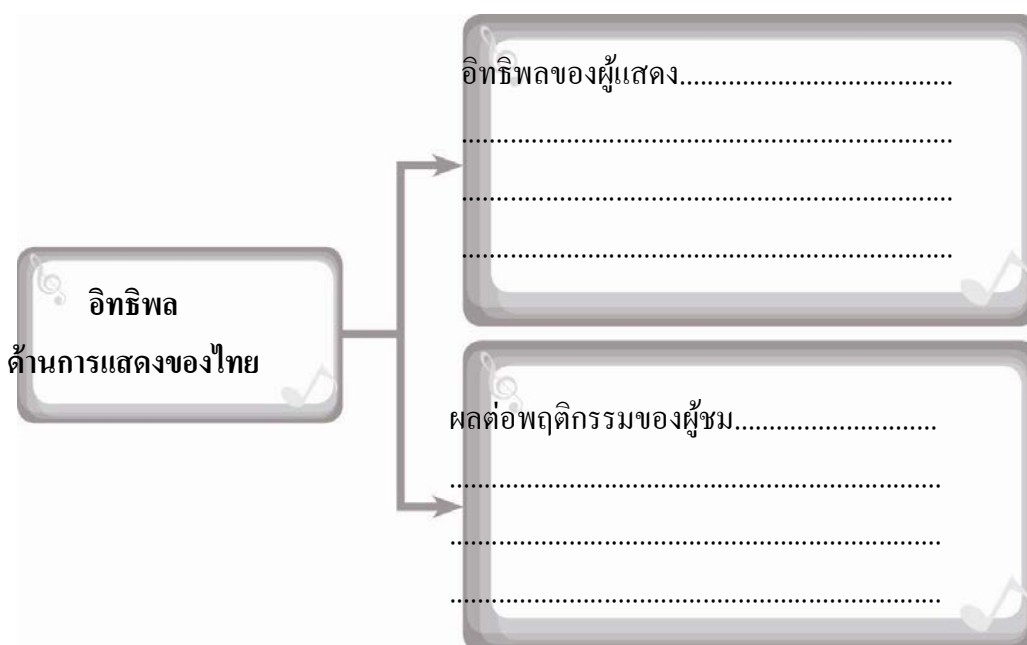 อิทธิพล
ด้านการแสดงของไทย
อิทธิพลของผู้แสดง.......................................
......................................................................
......................................................................
......................................................................
ผลต่อพฤติกรรมของผู้ชม.............................
......................................................................
......................................................................
......................................................................